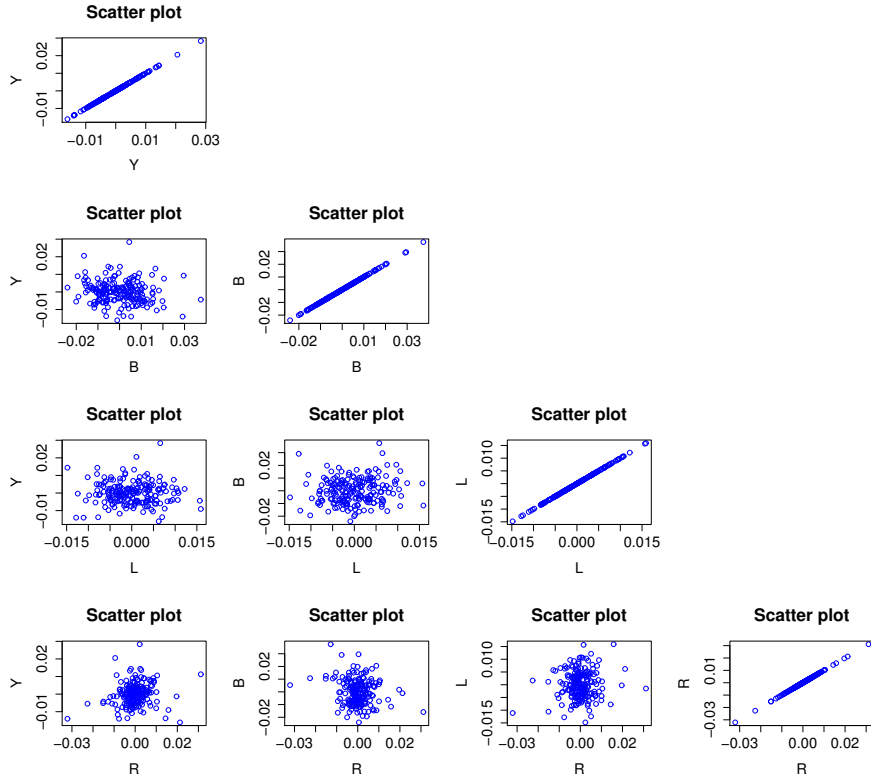 Scatter plot
Y
0.02
−0.01
−0.01 0.01 0.03
Y
Scatter plot Scatter plot
Y B
0.02 0.02
−0.01 −0.02
−0.02 0.01 0.03 −0.02 0.01 0.03
B B
Scatter plot Scatter plot Scatter plot
Y B L
0.02 0.02 0.010
−0.01 −0.02 −0.015
−0.015 0.000 0.015 −0.015 0.000 0.015 −0.015 0.000 0.015
L L L
Scatter plot Scatter plot Scatter plot Scatter plot
Y B L R
0.02 0.02 0.010 0.01
−0.01 −0.02 −0.015 −0.03
−0.03 0.00 0.02 −0.03 0.00 0.02 −0.03 0.00 0.02 −0.03 0.00 0.02
R R R R